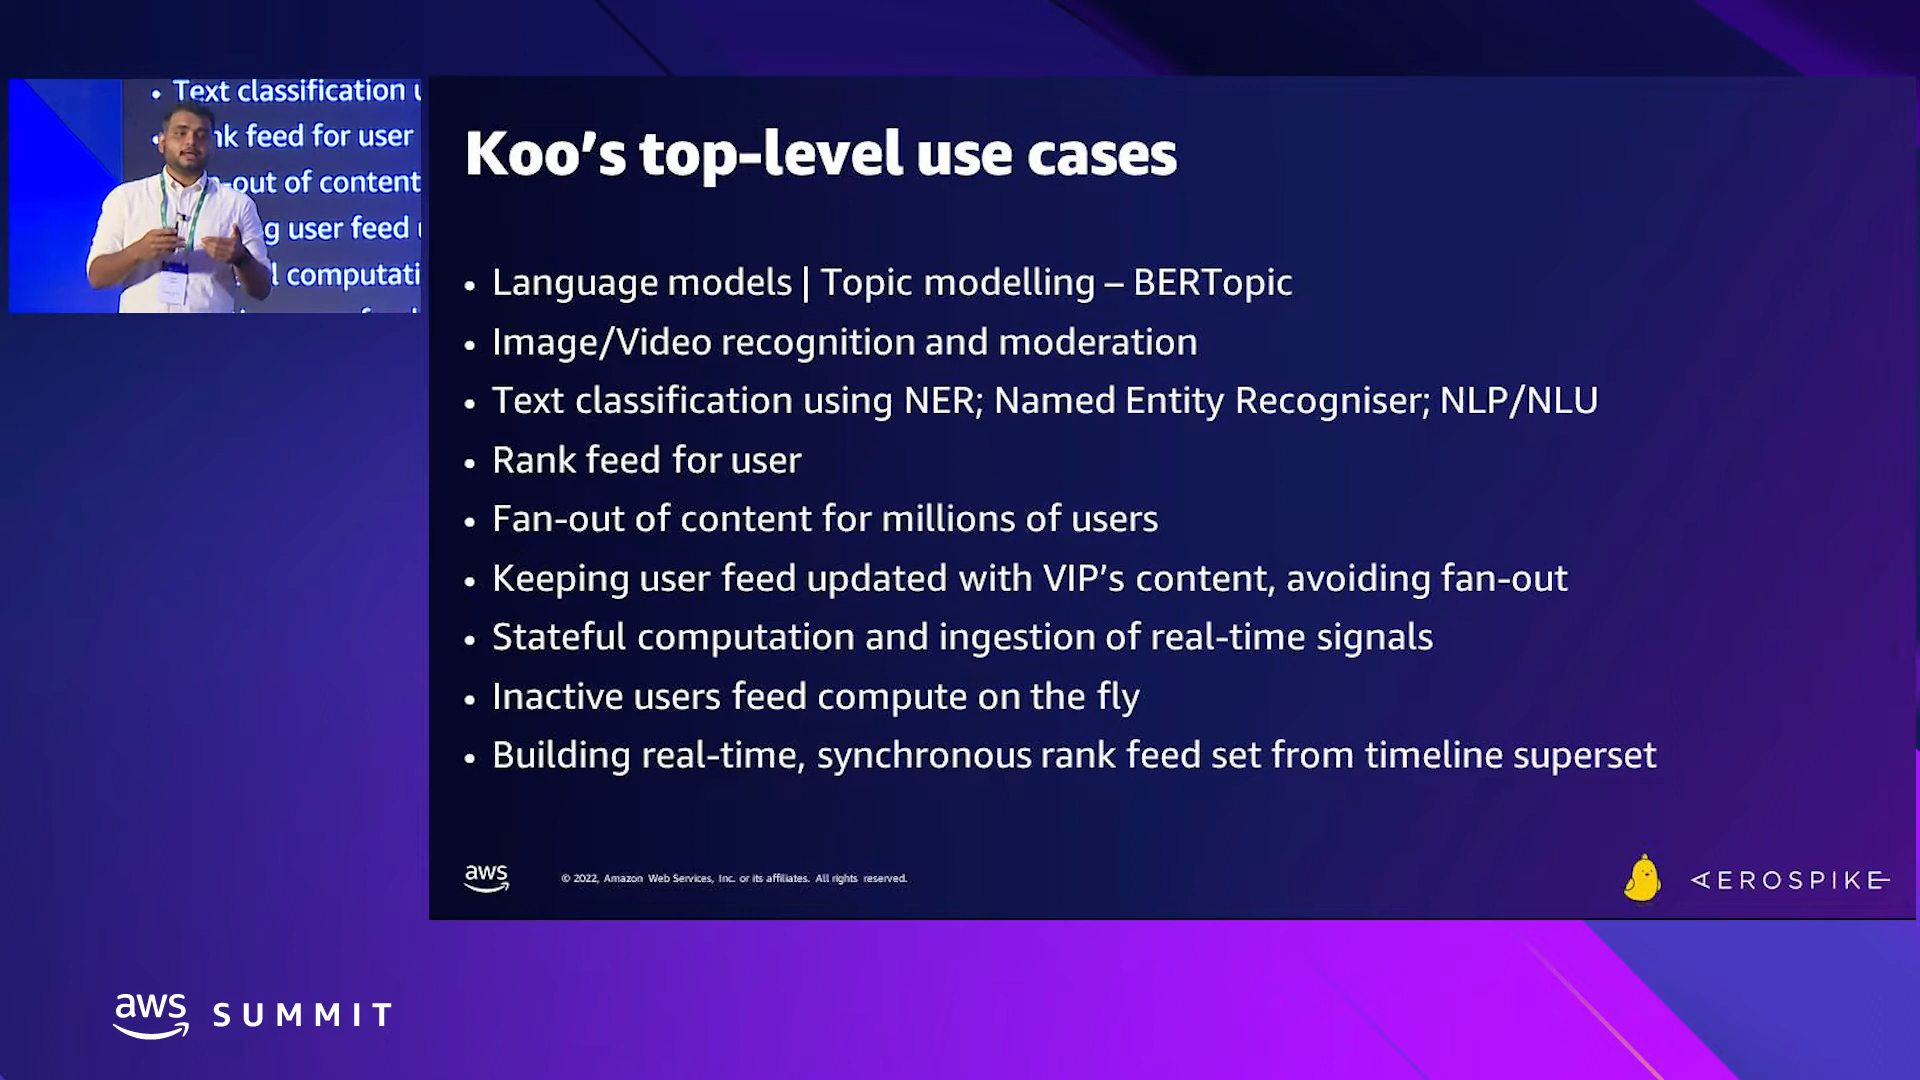 Text classification
nk feed for user
-out of content
g user feed
l computati
Koo’s top-level use cases
• Language models | Topic modelling – BERTopic
• Image/Video recognition and moderation
• Text classification using NER; Named Entity Recogniser; NLP/NLU
• Rank feed for user
• Fan-out of content for millions of users
• Keeping user feed updated with VIP’s content, avoiding fan-out
• Stateful computation and ingestion of real-time signals
• Inactive users feed compute on the fly
• Building real-time, synchronous rank feed set from timeline superset
aws © 2022, Amazon Web Services, Inc. or its affiliates. All rights reserved. AEROSPIKE
aws SUMMIT